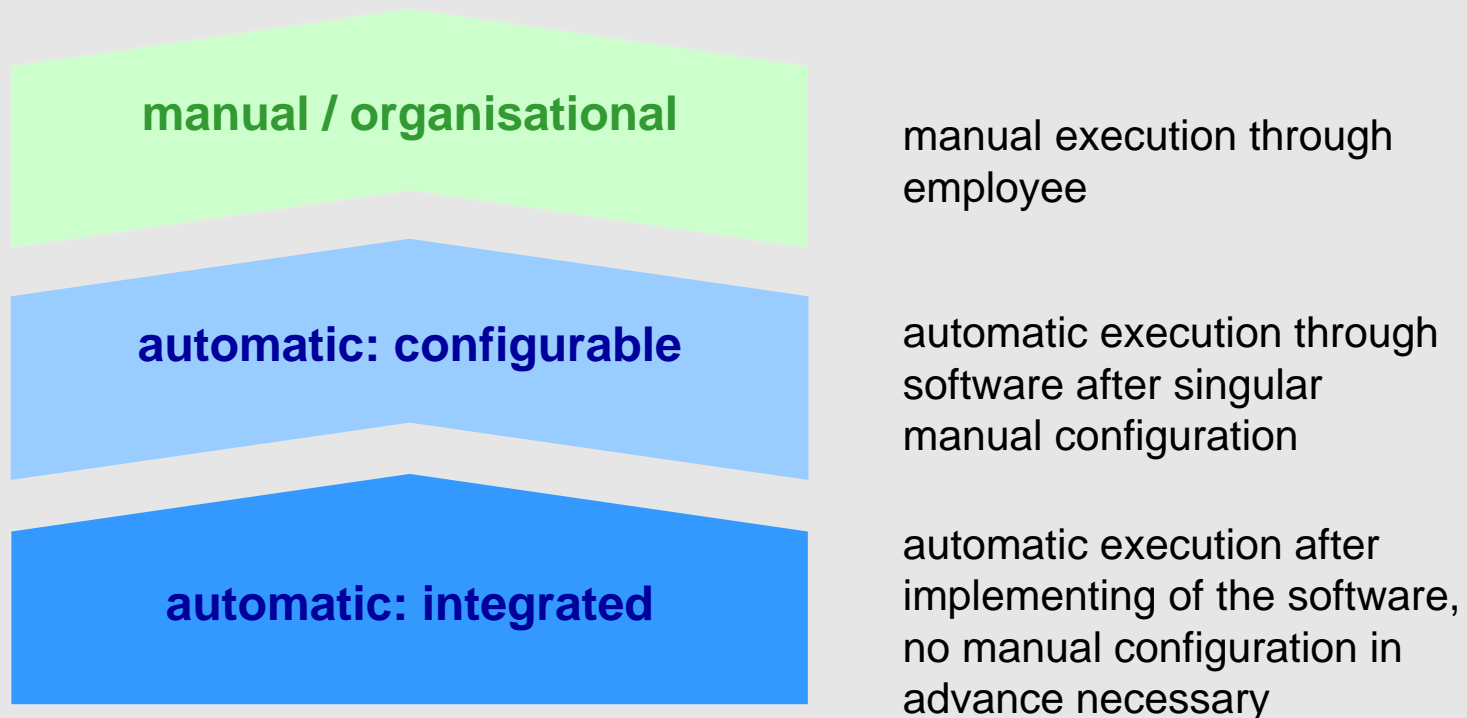 manual / organisational
manual execution through
employee
automatic: configurable
automatic execution through
software after singular
manual configuration
automatic: integrated
automatic execution after
implementing of the software,
no manual configuration in
advance necessary